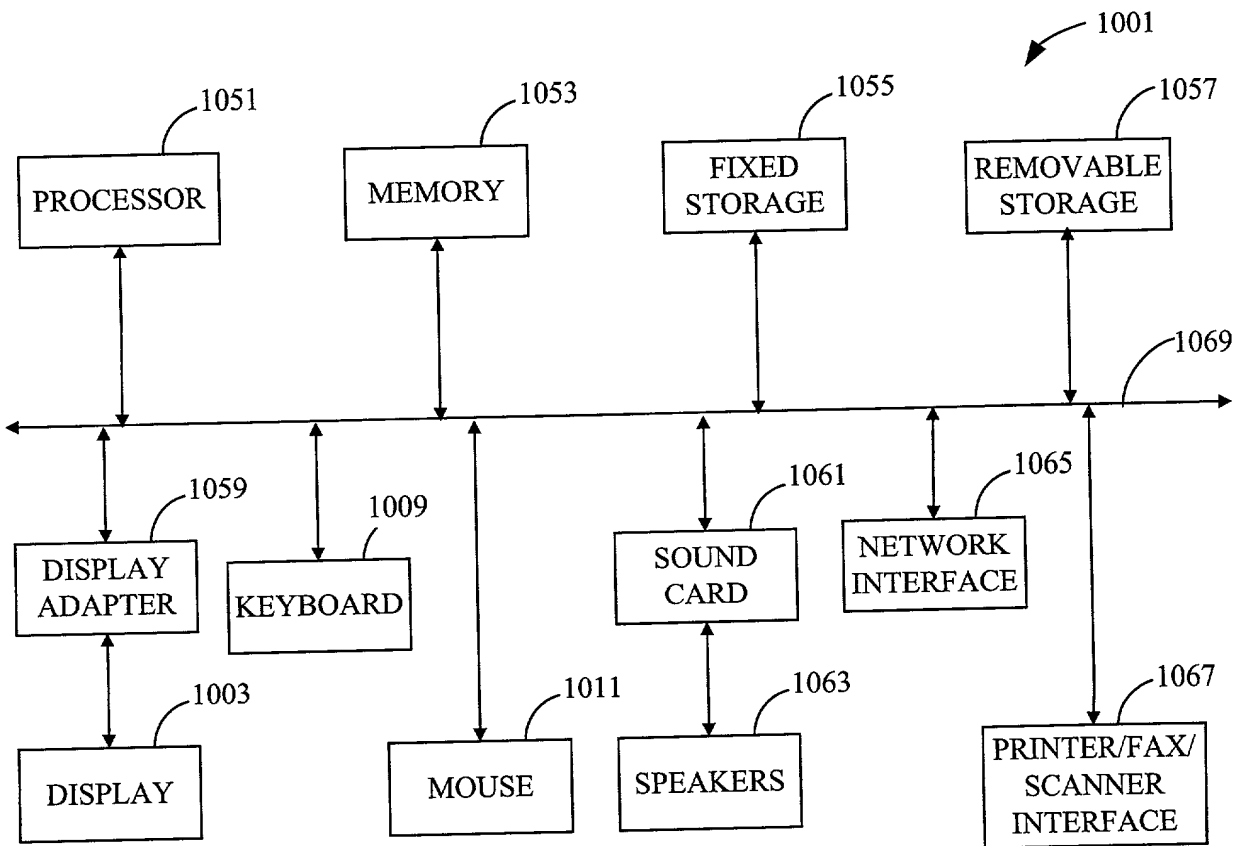 1001
1051
1053
1055
1057
PROCESSOR
MEMORY
FIXED
STORAGE
REMOVABLE
STORAGE
1069
1059
1009
1061
1065
DISPLAY
ADAPTER
KEYBOARD
SOUND
CARD
NETWORK
INTERFACE
1003
1011
1063
1067
DISPLAY
MOUSE
SPEAKERS
PRINTER/FAX/
SCANNER
INTERFACE